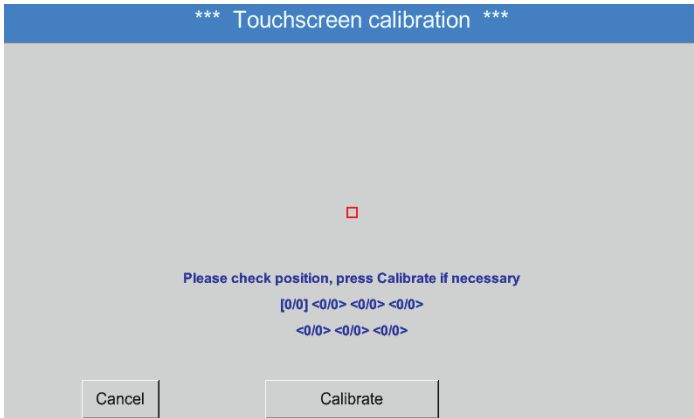 *** Touchscreen calibration ***
Please check position, press Calibrate if necessary
[0/0] <0/0> <0/0> <0/0>
<0/0> <0/0> <0/0>
Cancel Calibrate